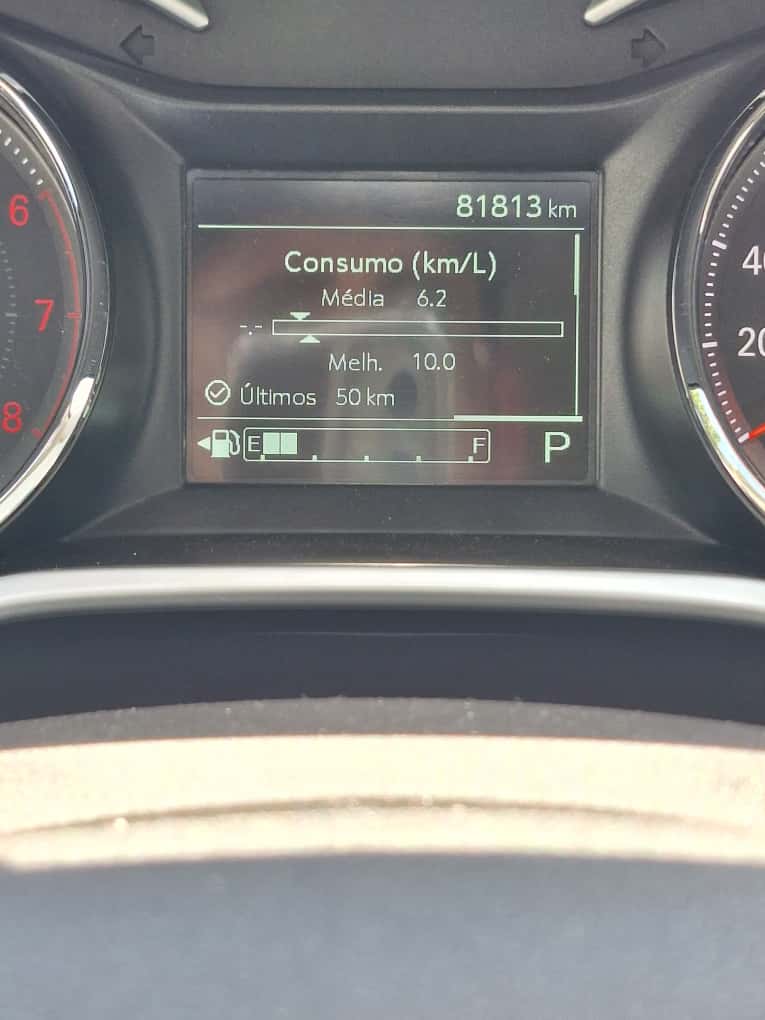 81813 km
Consumo (km/L)
Média 6.2
-.-
Melh. 10.0
Últimos 50 km
E F P
6
7
8
40
20